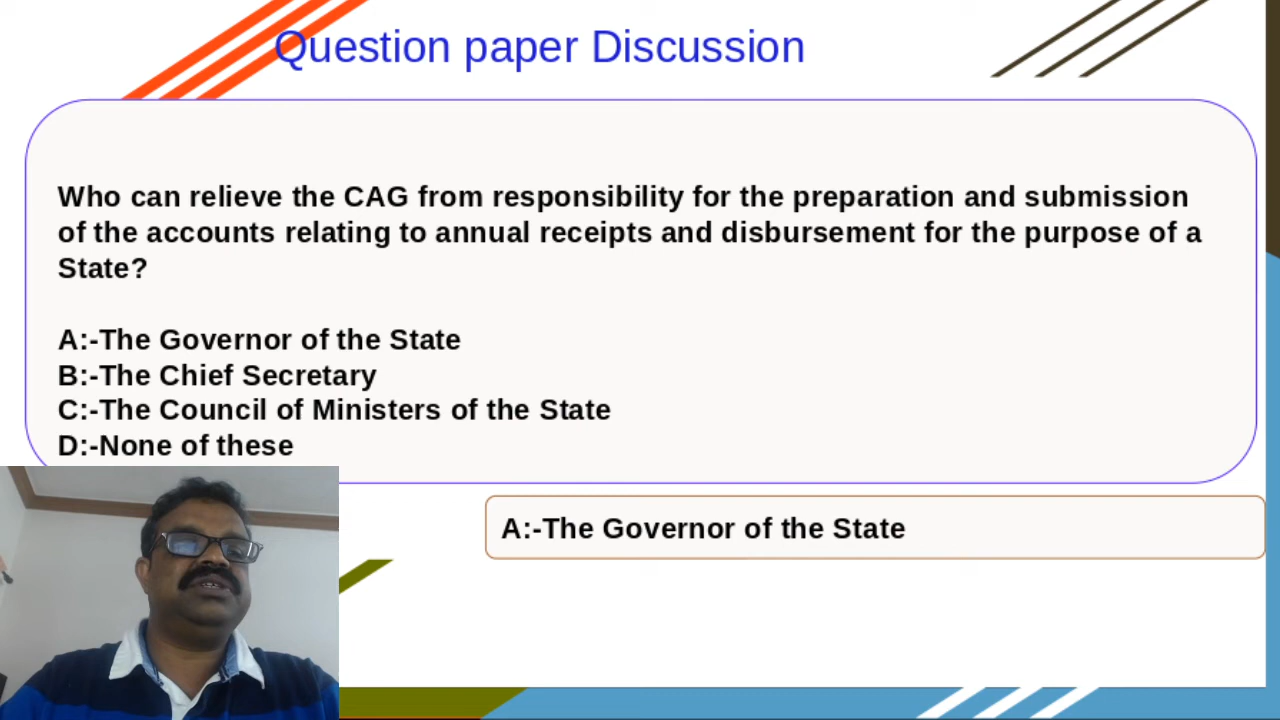 Question paper Discussion
Who can relieve the CAG from responsibility for the preparation and submission
of the accounts relating to annual receipts and disbursement for the purpose of a
State?
A:-The Governor of the State
B:-The Chief Secretary
C:-The Council of Ministers of the State
D:-None of these
A:-The Governor of the State